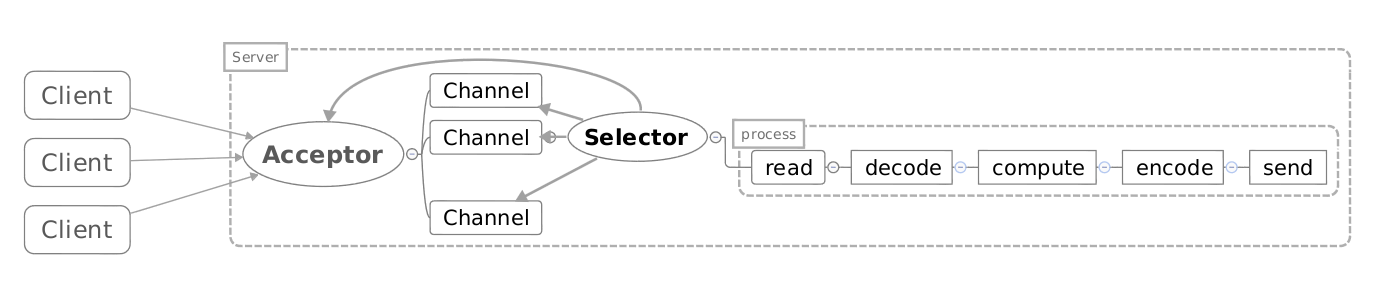 Server
Client
Client
Client
Acceptor
Channel
Channel
Channel
Selector
process
read
decode
compute
encode
send